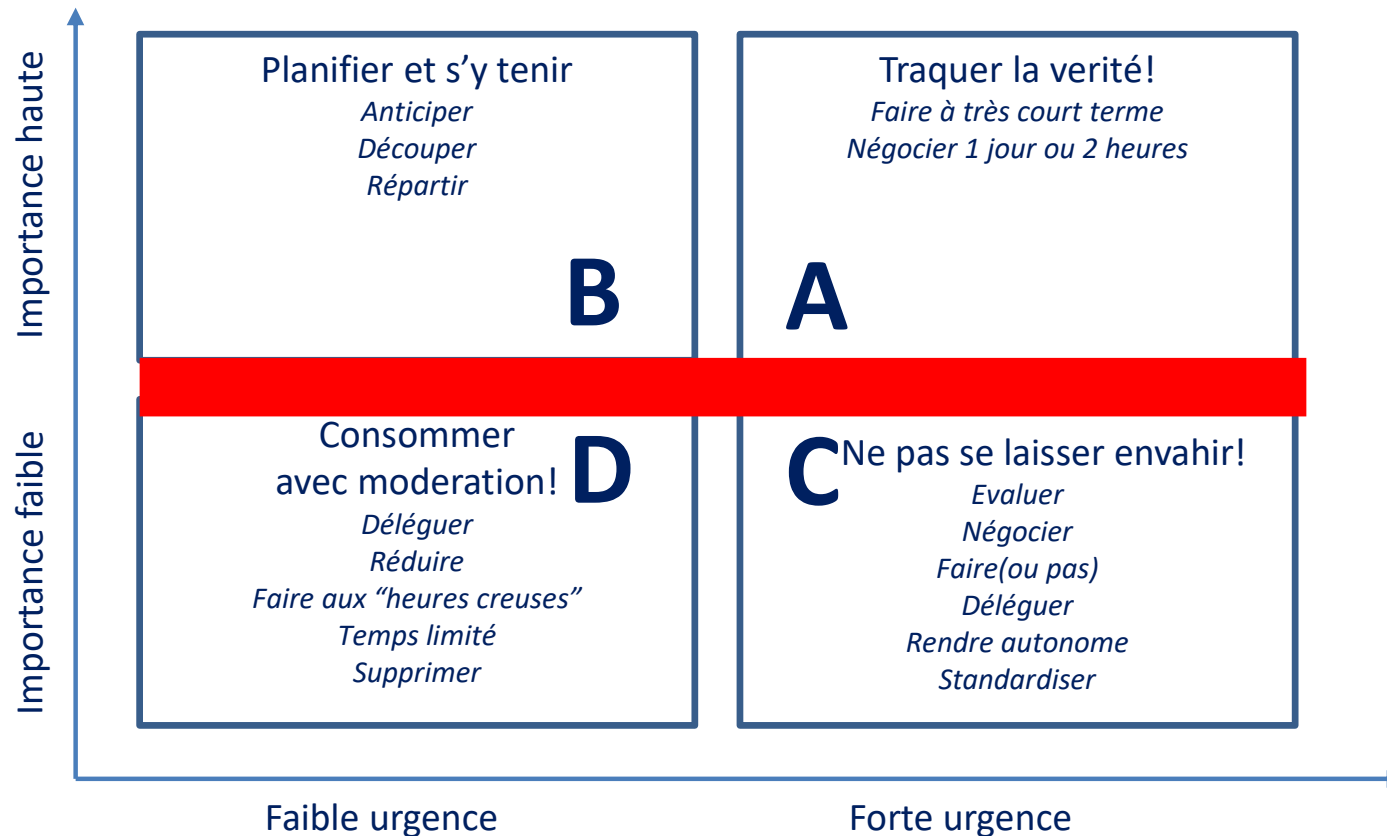 Importance haute
Planifier et s'y tenir
Anticiper
Découper
Répartir
B
Traquer la verité!
Faire à très court terme
Négocier 1 jour ou 2 heures
A
Importance faible
Consommer
avec moderation!
D
Déléguer
Réduire
Faire aux “heures creuses”
Temps limité
Supprimer
C
Ne pas se laisser envahir!
Evaluer
Négocier
Faire(ou pas)
Déléguer
Rendre autonome
Standardiser
Faible urgence
Forte urgence